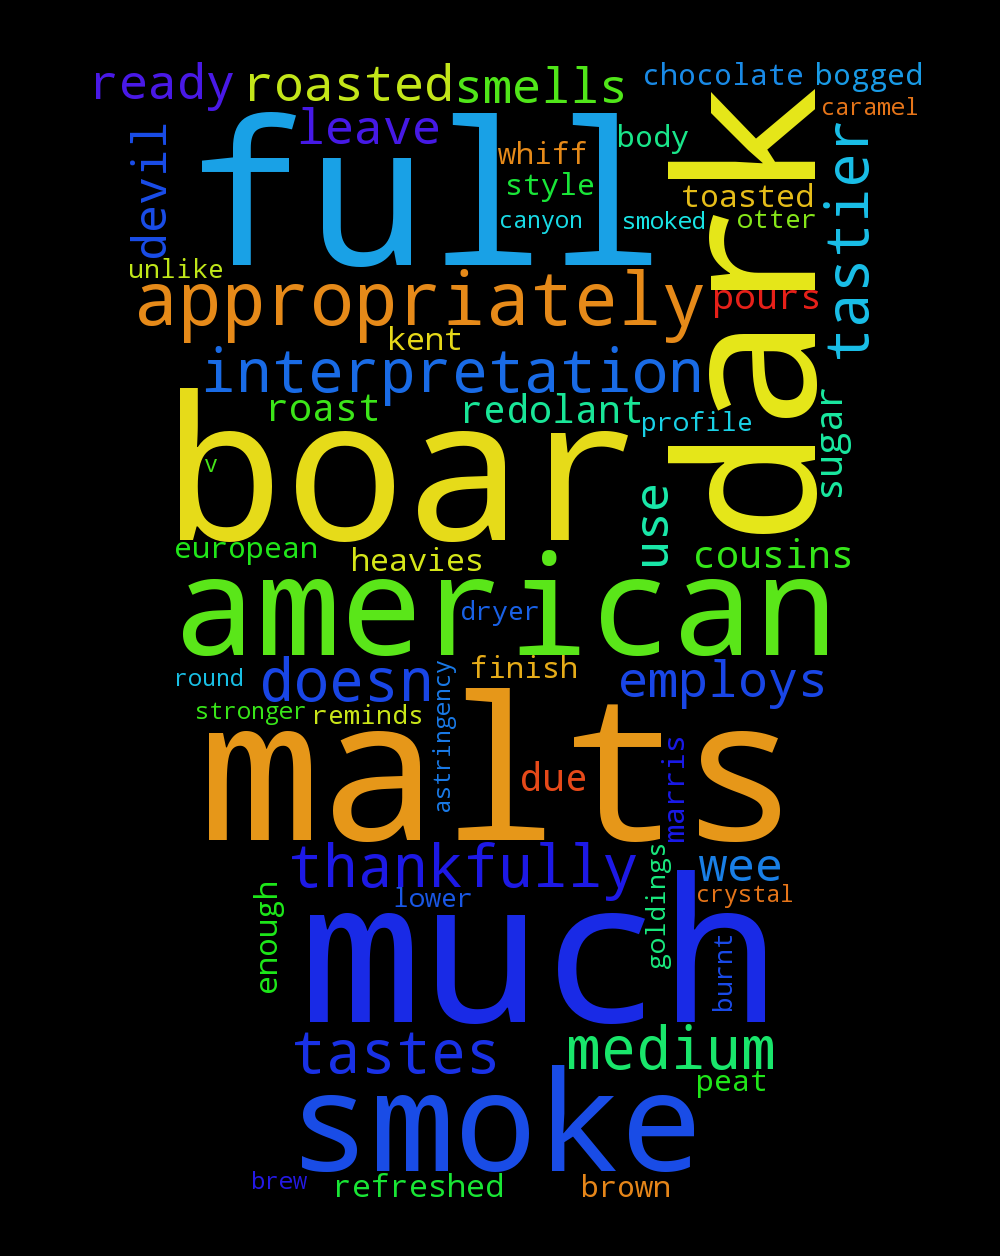 chocolate bogged
ready roasted smells
caramel
leave
full
dark
devil
tastier
body
whiff
style
toasted
canyon smoked otter
unlike
appropriately
pours
kent
interpretation
roast redolant profile
sugar
boar
v
use
european heavies cousins
american
dryer
round doesn finish employs
stronger reminds
astringency
malts
due
marris
thankfully wee
lower crystal
goldings
enough
much
burnt
tastes medium
peat
smoke
brew refreshed brown